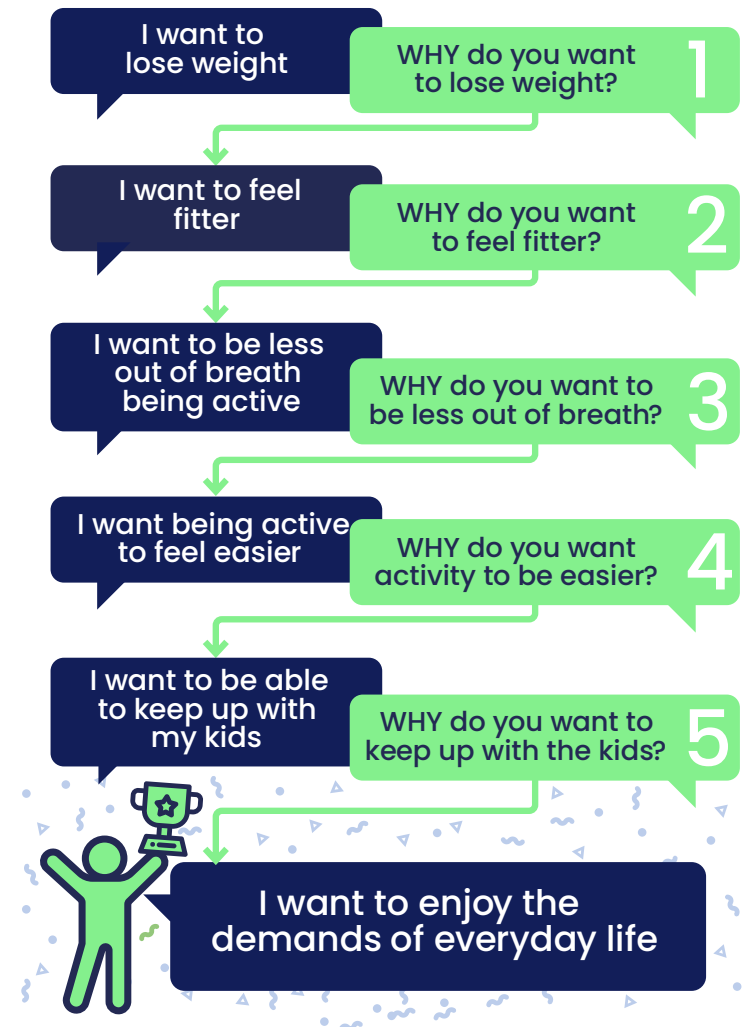 I want to
lose weight
WHY do you want
to lose weight?
1
I want to feel
fitter
WHY do you want
to feel fitter?
2
I want to be less
out of breath
being active
WHY do you want to
be less out of breath?
3
I want being active
to feel easier
WHY do you want
activity to be easier?
4
I want to be able
to keep up with
my kids
WHY do you want to
keep up with the kids?
5
I want to enjoy the
demands of everyday life